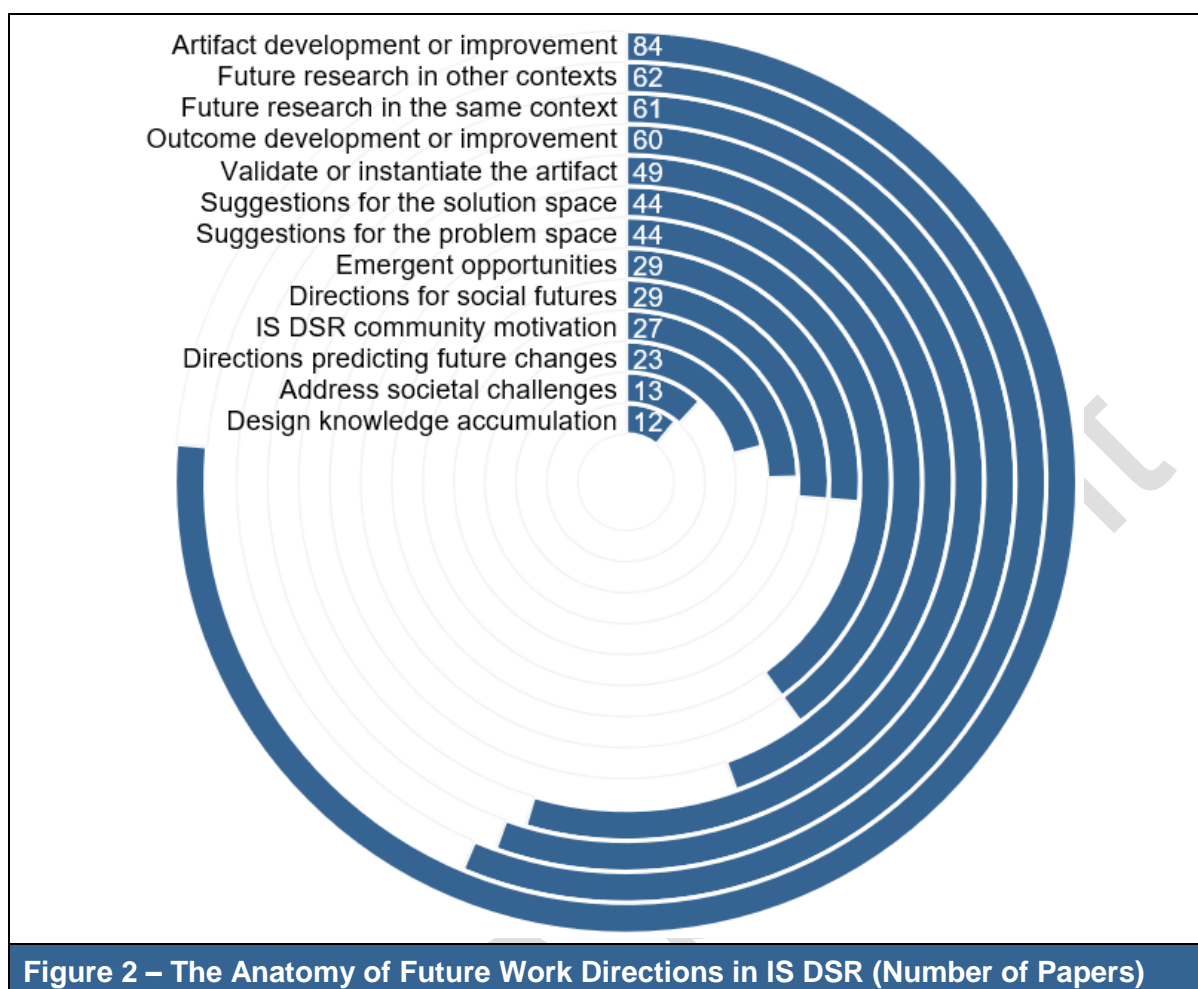 Artifact development or improvement 84
Future research in other contexts 62
Future research in the same context 61
Outcome development or improvement 60
Validate or instantiate the artifact 49
Suggestions for the solution space 44
Suggestions for the problem space 44
Emergent opportunities 29
Directions for social futures 29
IS DSR community motivation 27
Directions predicting future changes 23
Address societal challenges 13
Design knowledge accumulation 12
Figure 2 – The Anatomy of Future Work Directions in IS DSR (Number of Papers)